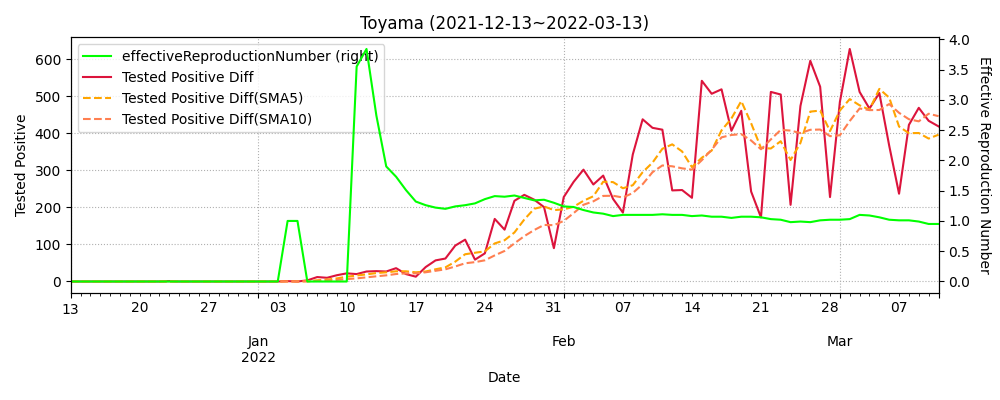 Toyama (2021-12-13~2022-03-13)
effectiveReproductionNumber (right)
Tested Positive Diff
Tested Positive Diff(SMA5)
Tested Positive Diff(SMA10)
Tested Positive
600
500
400
300
200
100
0
4.0
3.5
3.0
2.5
2.0
1.5
1.0
0.5
0.0
Effective Reproduction Number
13 20 27 03 10 17 24 31 07 14 21 28 07
Jan Feb Mar
2022
Date